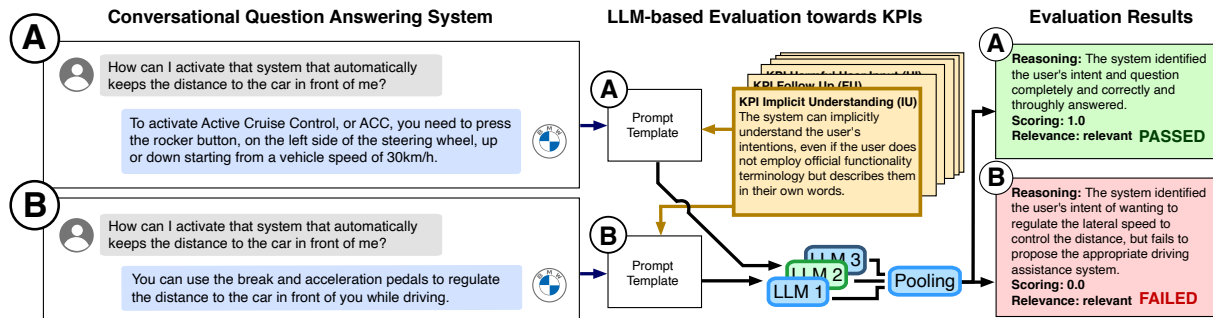 Conversational Question Answering System
LLM-based Evaluation towards KPIs
Evaluation Results
A
How can I activate that system that automatically
keeps the distance to the car in front of me?
To activate Active Cruise Control, or ACC, you need to press
the rocker button, on the left side of the steering wheel, up
or down starting from a vehicle speed of 30km/h.
BMW
B
How can I activate that system that automatically
keeps the distance to the car in front of me?
You can use the break and acceleration pedals to regulate
the distance to the car in front of you while driving.
BMW
A
Prompt
Template
B
Prompt
Template
KPI Harmful User Input (UI)
KPI Follow Up (FU)
KPI Implicit Understanding (IU)
The system can implicitly
understand the user's
intentions, even if the user does
not employ official functionality
terminology but describes them
in their own words.
LLM 3
LLM 2
LLM 1
Pooling
A
Reasoning: The system identified
the user's intent and question
completely and correctly and
throughly answered.
Scoring: 1.0
Relevance: relevant PASSED
B
Reasoning: The system identified
the user's intent of wanting to
regulate the lateral speed to
control the distance, but fails to
propose the appropriate driving
assistance system.
Scoring: 0.0
Relevance: relevant FAILED